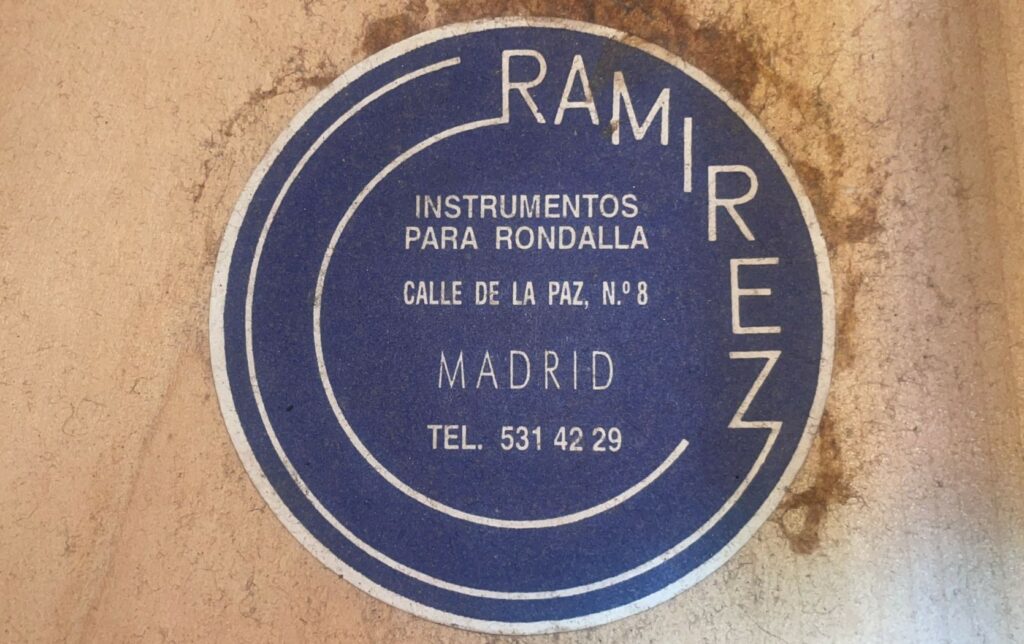 RAMIREZ
INSTRUMENTOS
PARA RONDALLA
CALLE DE LA PAZ, N.º 8
MADRID
TEL. 531 42 29